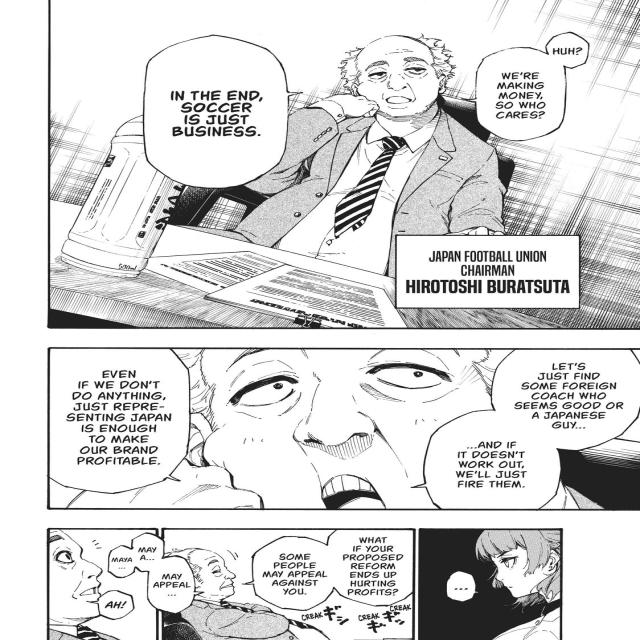 HUH?
WE'RE
MAKING
MONEY,
SO WHO
CARES?
IN THE END,
SOCCER
IS JUST
BUSINESS.
JAPAN FOOTBALL UNION
CHAIRMAN
HIROTOSHI BURATSUTA
LET'S
JUST FIND
SOME FOREIGN
COACH WHO
SEEMS GOOD OR
A JAPANESE
GUY...
EVEN
IF WE DON'T
DO ANYTHING,
JUST REPRE-
SENTING JAPAN
IS ENOUGH
TO MAKE
OUR BRAND
PROFITABLE.
...AND IF
IT DOESN'T
WORK OUT,
WE'LL JUST
FIRE THEM.
MAY
A...
MAYA
...
AH!
WHAT
IF YOUR
PROPOSED
REFORM
ENDS UP
HURTING
PROFITS?
SOME
PEOPLE
MAY APPEAL
AGAINST
YOU.
MAY
APPEAL
...
CREAK
ギシ
CREAK
CREAK
ギシ
...